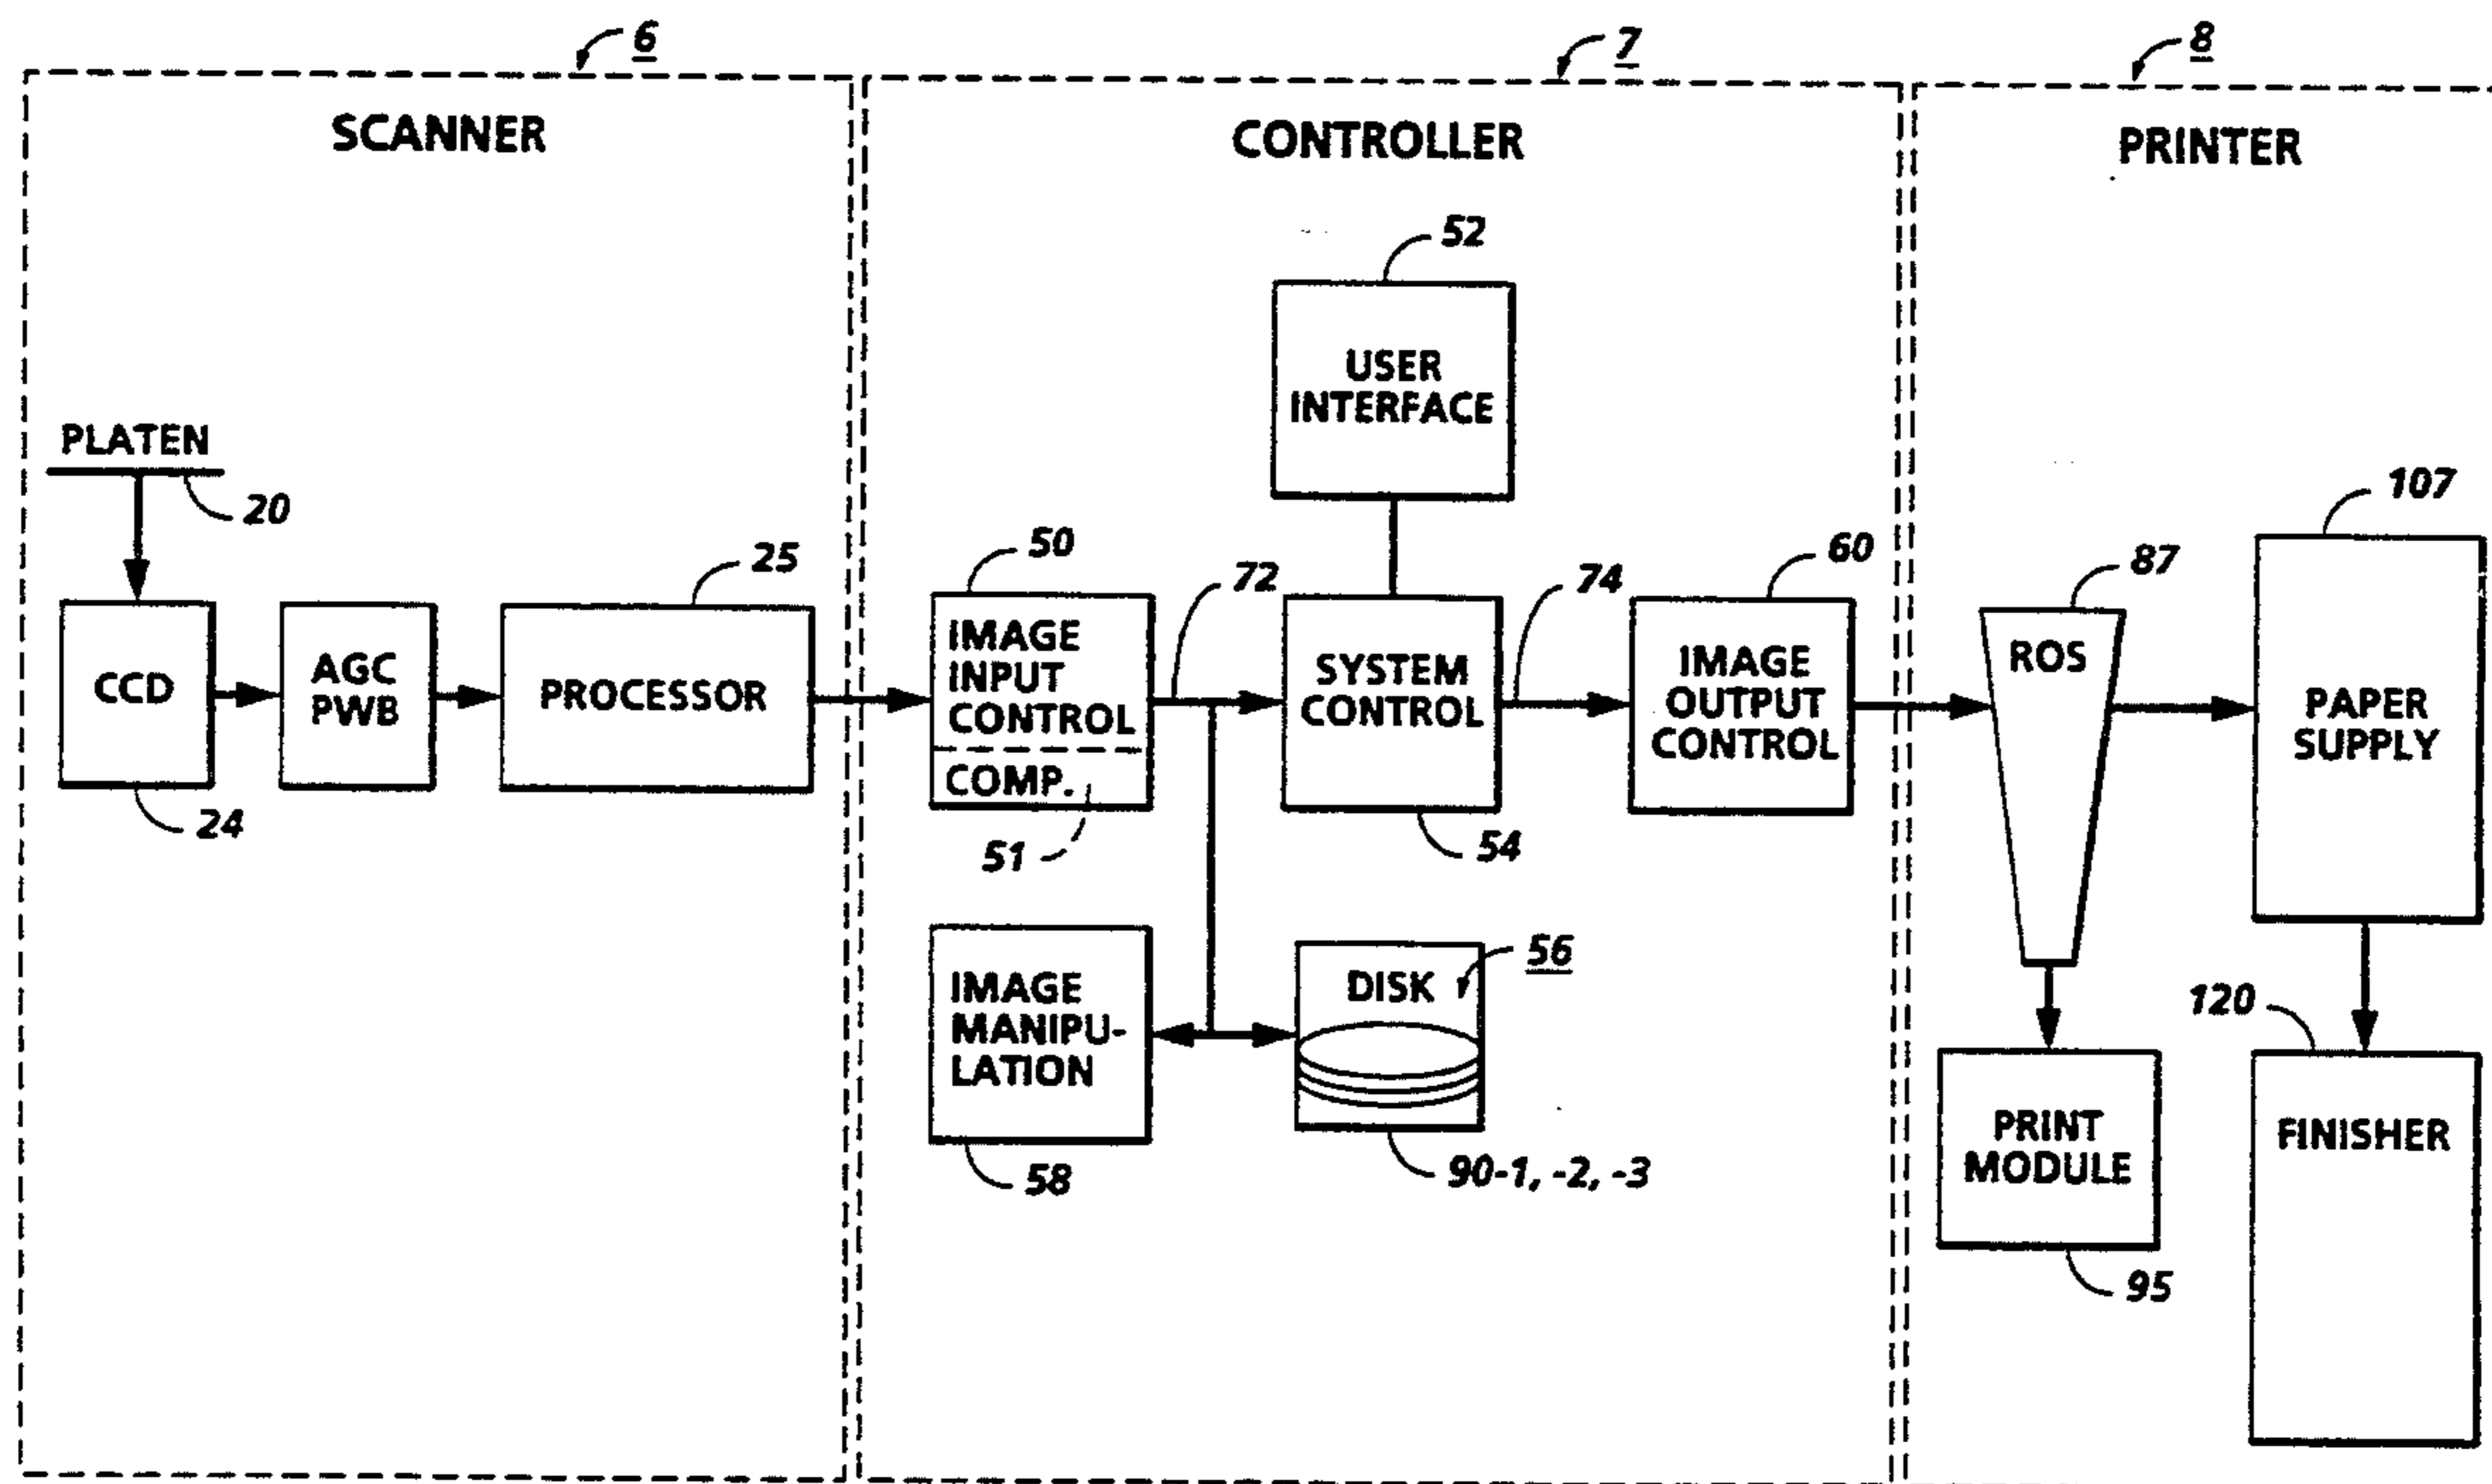 6
7
8
SCANNER
CONTROLLER
PRINTER
52
USER
INTERFACE
PLATEN
20
25
50
72
74
60
87
107
CCD
24
AGC
PWB
PROCESSOR
IMAGE
INPUT
CONTROL
COMP.
51
SYSTEM
CONTROL
54
IMAGE
OUTPUT
CONTROL
ROS
PAPER
SUPPLY
IMAGE
MANIPU-
LATION
58
DISK
56
90-1, -2, -3
120
PRINT
MODULE
95
FINISHER